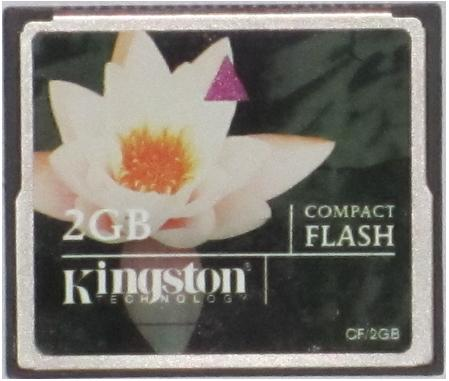 2GB
COMPACT
FLASH
Kingston®
TECHNOLOGY
CF/2GB